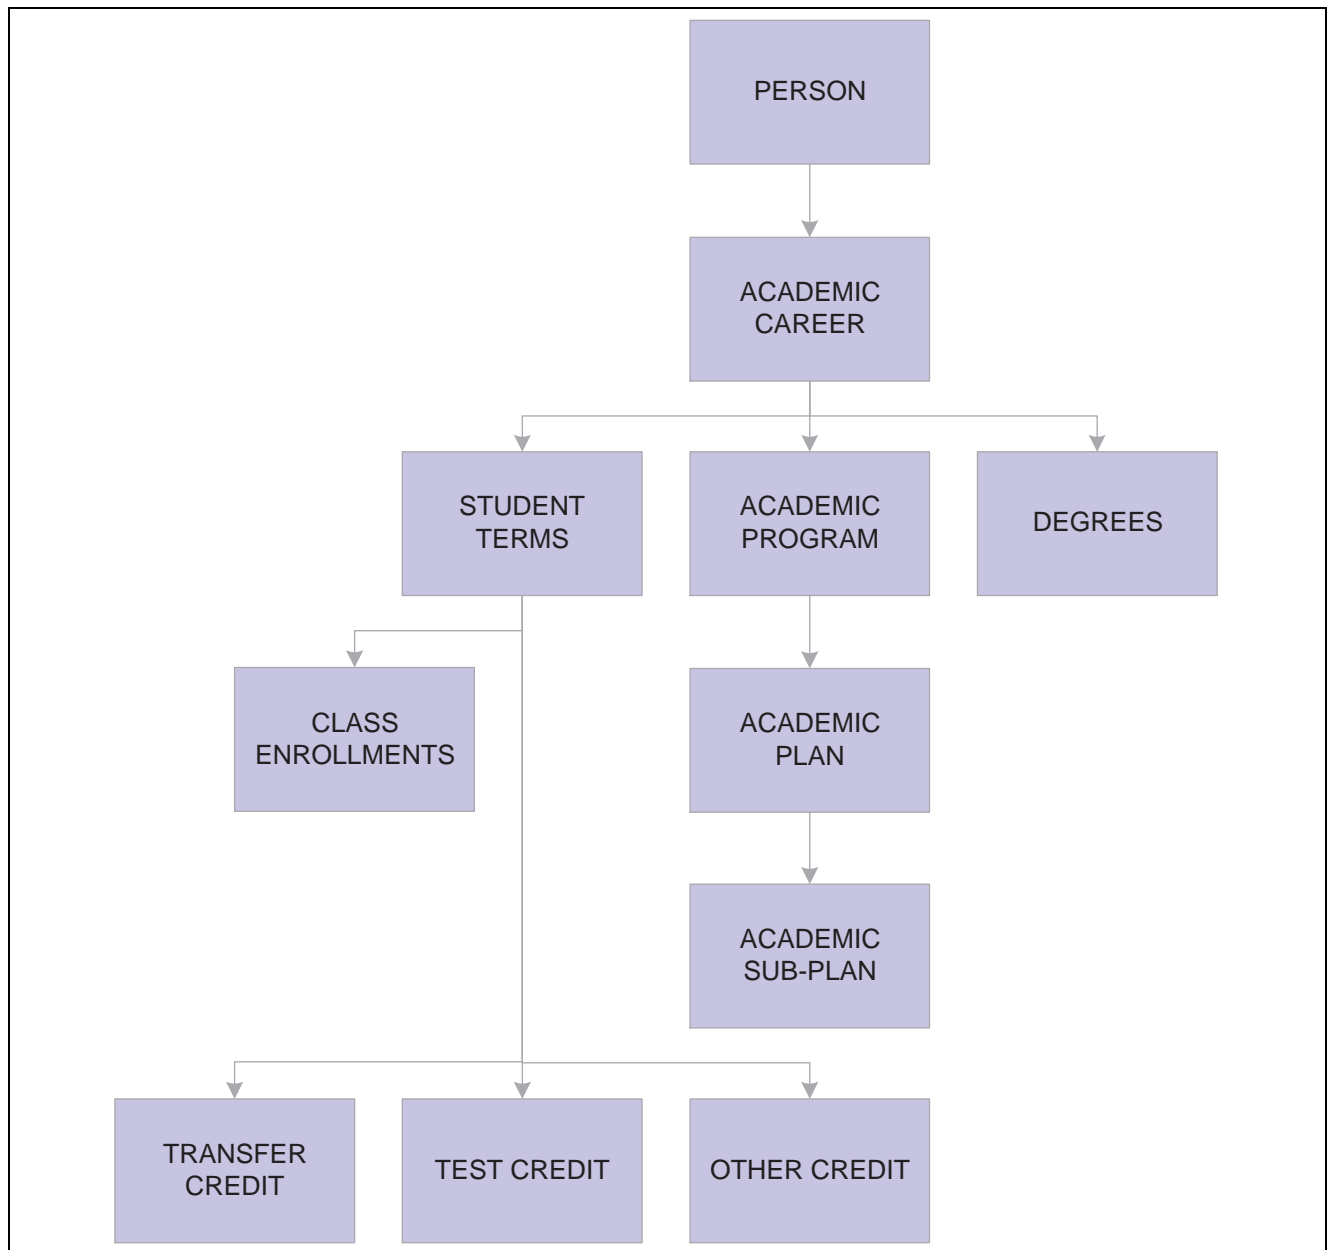 PERSON
ACADEMIC
CAREER
STUDENT
TERMS
ACADEMIC
PROGRAM
DEGREES
CLASS
ENROLLMENTS
ACADEMIC
PLAN
ACADEMIC
SUB-PLAN
TRANSFER
CREDIT
TEST CREDIT
OTHER CREDIT